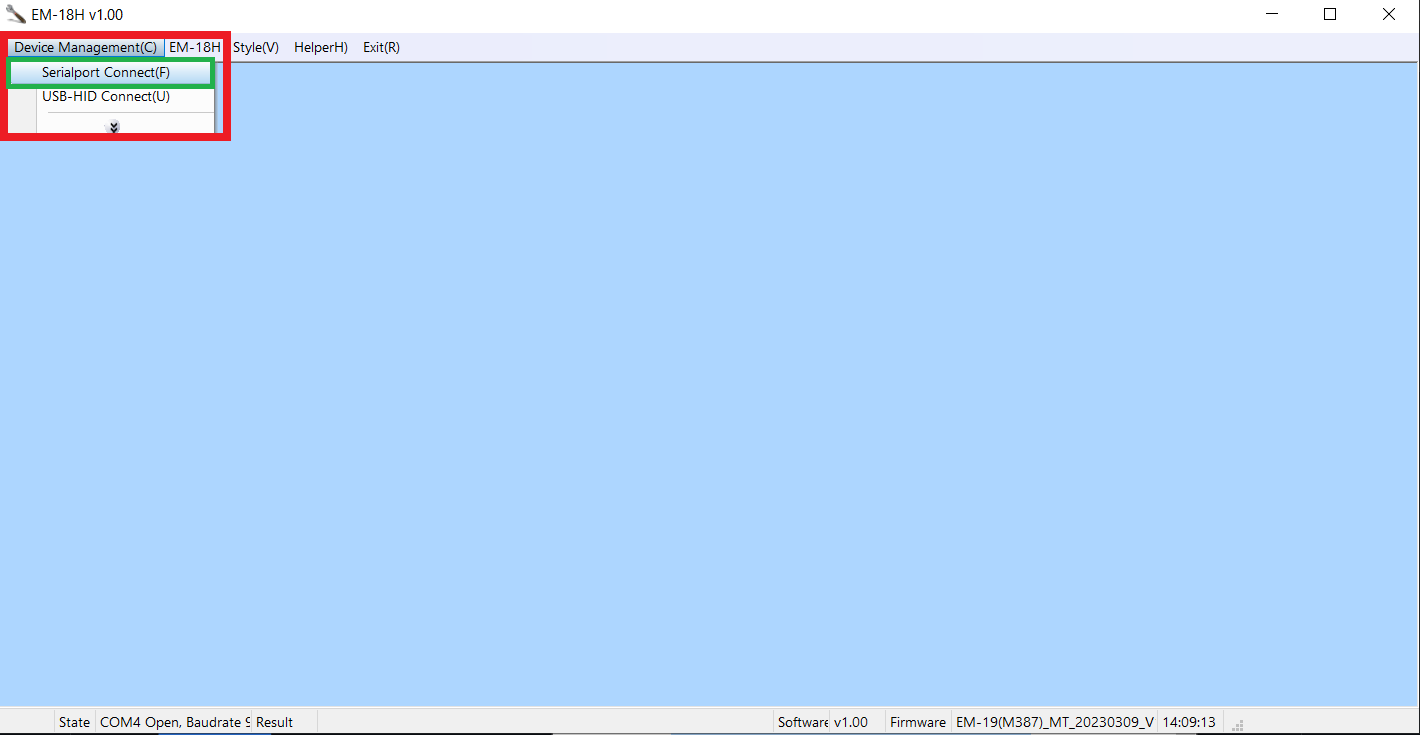 EM-18H v1.00
Device Management(C) EM-18H Style(V) HelperH) Exit(R)
Serialport Connect(F)
USB-HID Connect(U)
State COM4 Open, Baudrate 9 Result Software v1.00 Firmware EM-19(M387)_MT_20230309_V 14:09:13